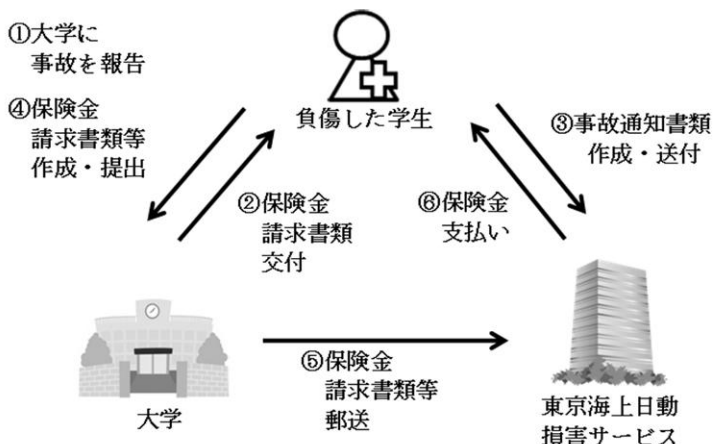 ①大学に
事故を報告
④保険金
請求書類等
作成・提出
負傷した学生
③事故通知書類
作成・送付
②保険金
請求書類
交付
⑥保険金
支払い
⑤保険金
請求書類等
郵送
大学
東京海上日動
損害サービス